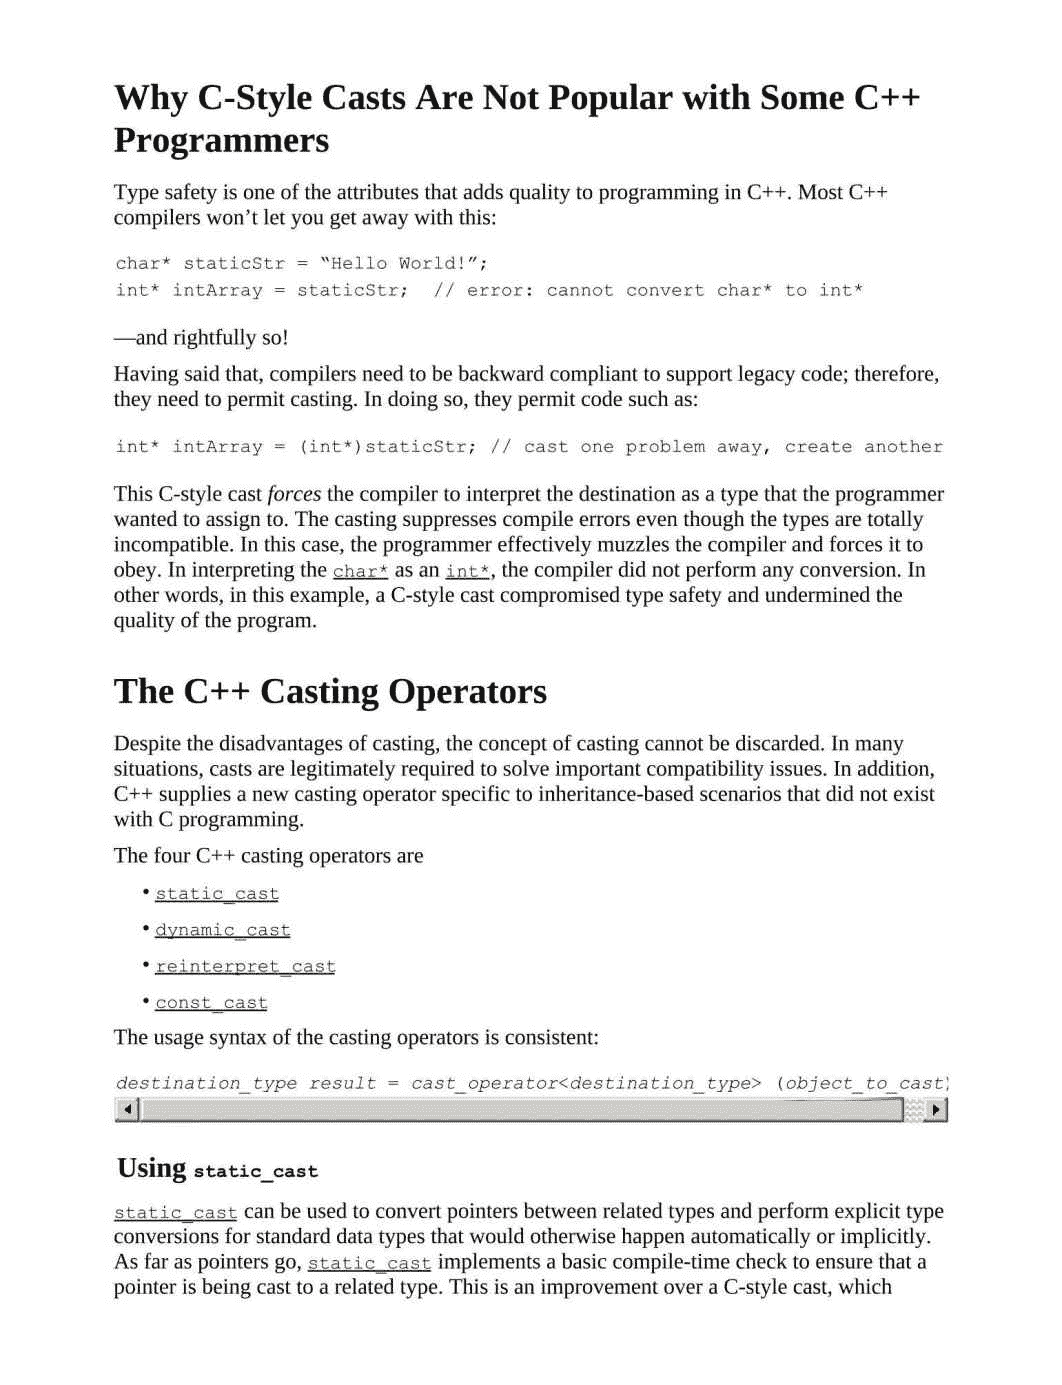 Why C-Style Casts Are Not Popular with Some C++
Programmers
Type safety is one of the attributes that adds quality to programming in C++. Most C++
compilers won’t let you get away with this:
char* staticStr = “Hello World!”;
int* intArray = staticStr;  // error: cannot convert char* to int*
—and rightfully so!
Having said that, compilers need to be backward compliant to support legacy code; therefore,
they need to permit casting. In doing so, they permit code such as:
int* intArray = (int*)staticStr; // cast one problem away, create another
This C-style cast forces the compiler to interpret the destination as a type that the programmer
wanted to assign to. The casting suppresses compile errors even though the types are totally
incompatible. In this case, the programmer effectively muzzles the compiler and forces it to
obey. In interpreting the char* as an int*, the compiler did not perform any conversion. In
other words, in this example, a C-style cast compromised type safety and undermined the
quality of the program.
The C++ Casting Operators
Despite the disadvantages of casting, the concept of casting cannot be discarded. In many
situations, casts are legitimately required to solve important compatibility issues. In addition,
C++ supplies a new casting operator specific to inheritance-based scenarios that did not exist
with C programming.
The four C++ casting operators are
• static_cast
• dynamic_cast
• reinterpret_cast
• const_cast
The usage syntax of the casting operators is consistent:
destination_type result = cast_operator<destination_type> (object_to_cast)
Using static_cast
static_cast can be used to convert pointers between related types and perform explicit type
conversions for standard data types that would otherwise happen automatically or implicitly.
As far as pointers go, static_cast implements a basic compile-time check to ensure that a
pointer is being cast to a related type. This is an improvement over a C-style cast, which